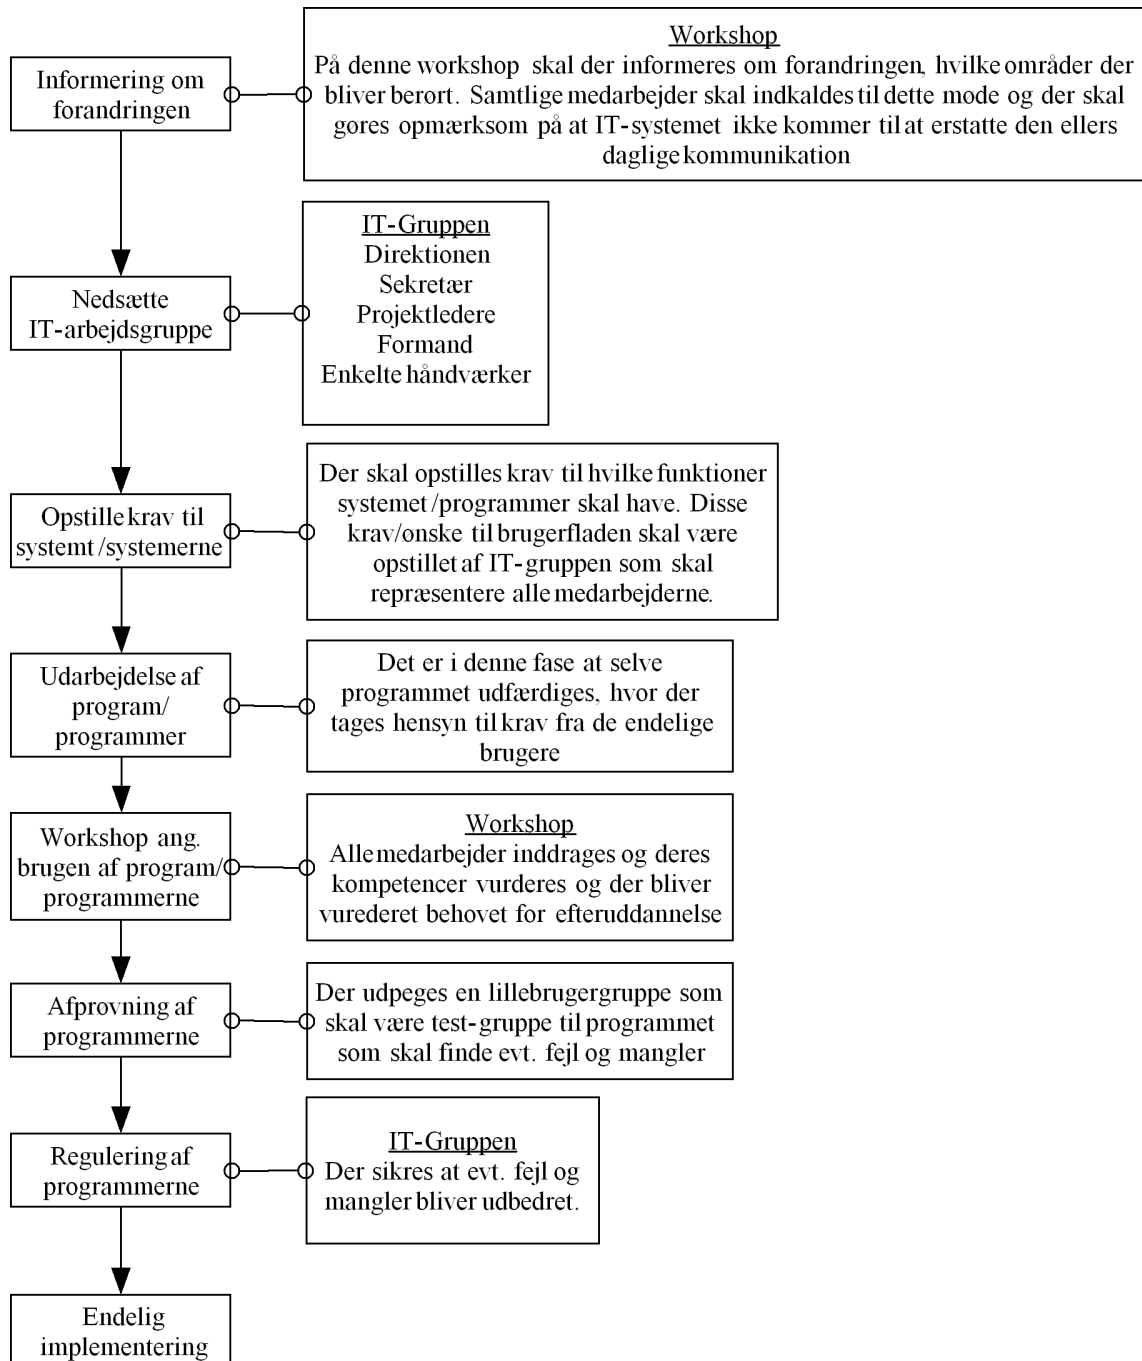 Informering om
forandringen
Workshop
På denne workshop skal der informeres om forandringen, hvilke områder der
bliver berørt. Samtlige medarbejder skal indkaldes til dette møde og der skal
gøres opmærksom på at IT-systemet ikke kommer til at erstatte den ellers
daglige kommunikation
Nedsætte
IT-arbejdsgruppe
IT-Gruppen
Direktionen
Sekretær
Projektledere
Formand
Enkelte håndværker
Opstille krav til
systemt/systemerne
Der skal opstilles krav til hvilke funktioner
systemet/programmer skal have. Disse
krav/ønske til brugerfladen skal være
opstillet af IT-gruppen som skal
repræsentere alle medarbejderne.
Udarbejdelse af
program/
programmer
Det er i denne fase at selve
programmet udfærdiges, hvor der
tages hensyn til krav fra de endelige
brugere
Workshop ang.
brugen af program/
programmerne
Workshop
Alle medarbejder inddrages og deres
kompetencer vurderes og der bliver
vurederet behovet for efteruddannelse
Afprøvning af
programmerne
Der udpeges en lille brugergruppe som
skal være test-gruppe til programmet
som skal finde evt. fejl og mangler
Regulering af
programmerne
IT-Gruppen
Der sikres at evt. fejl og
mangler bliver udbedret.
Endelig
implementering